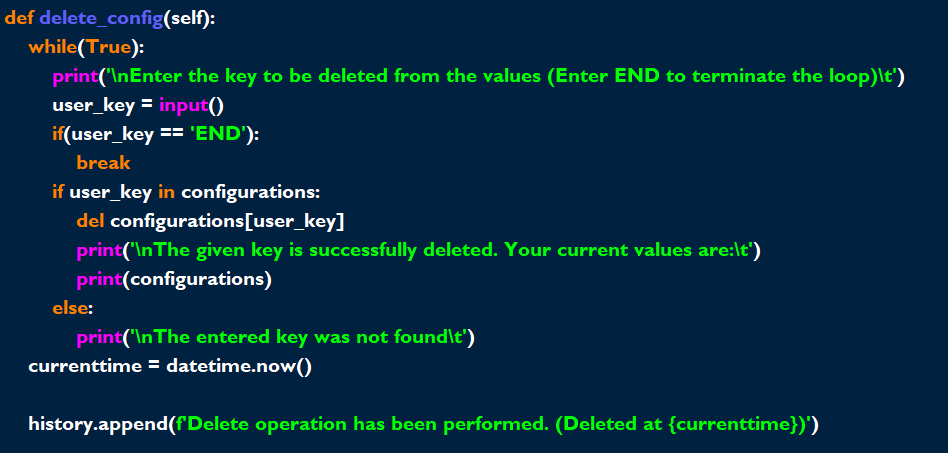 def delete_config(self):
while(True):
print('\nEnter the key to be deleted from the values (Enter END to terminate the loop)\t')
user_key = input()
if(user_key == 'END'):
break
if user_key in configurations:
del configurations[user_key]
print('\nThe given key is successfully deleted. Your current values are:\t')
print(configurations)
else:
print('\nThe entered key was not found\t')
currenttime = datetime.now()
history.append(f'Delete operation has been performed. (Deleted at {currenttime})')